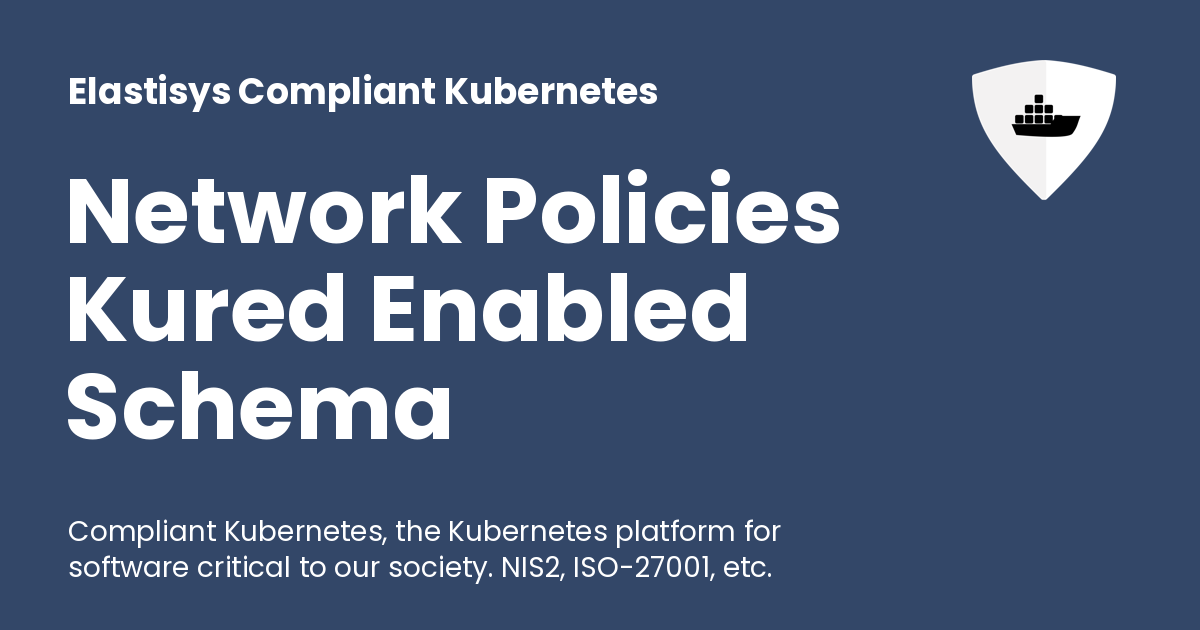 Elastisys Compliant Kubernetes
Network Policies
Kured Enabled
Schema
Compliant Kubernetes, the Kubernetes platform for
software critical to our society. NIS2, ISO-27001, etc.